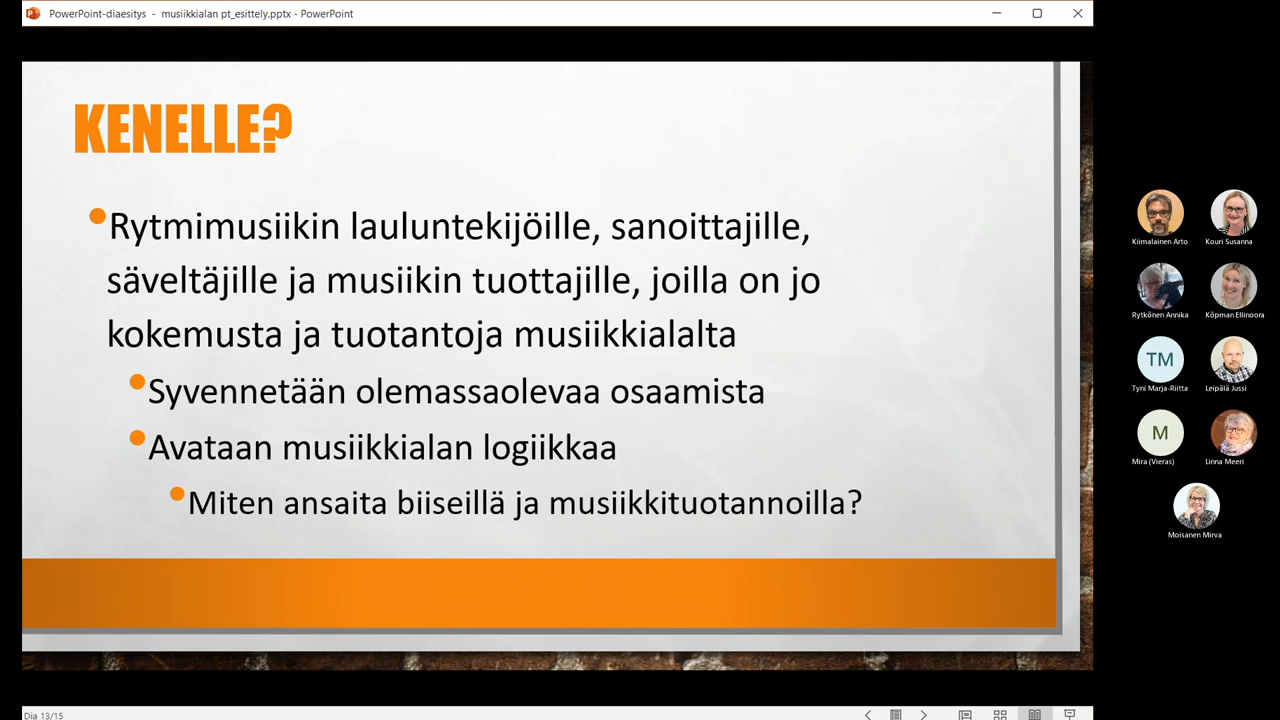 PowerPoint-diaesitys - musiikkialan pt_esittely.pptx - PowerPoint
KENELLE?
•Rytmimusiikin lauluntekijöille, sanoittajille,
säveltäjille ja musiikin tuottajille, joilla on jo
kokemusta ja tuotantoja musiikkialalta
•Syvennetään olemassaolevaa osaamista
•Avataan musiikkialan logiikkaa
•Miten ansaita biiseillä ja musiikkituotannoilla?
Dia 13/15
Kiimalainen Arto
Kouri Susanna
Rytkönen Annika
Köpman Ellinoora
TM
Tyni Marja-Riitta
Leipälä Jussi
M
Mira (Vieras)
Linna Meeri
Moisanen Mirva